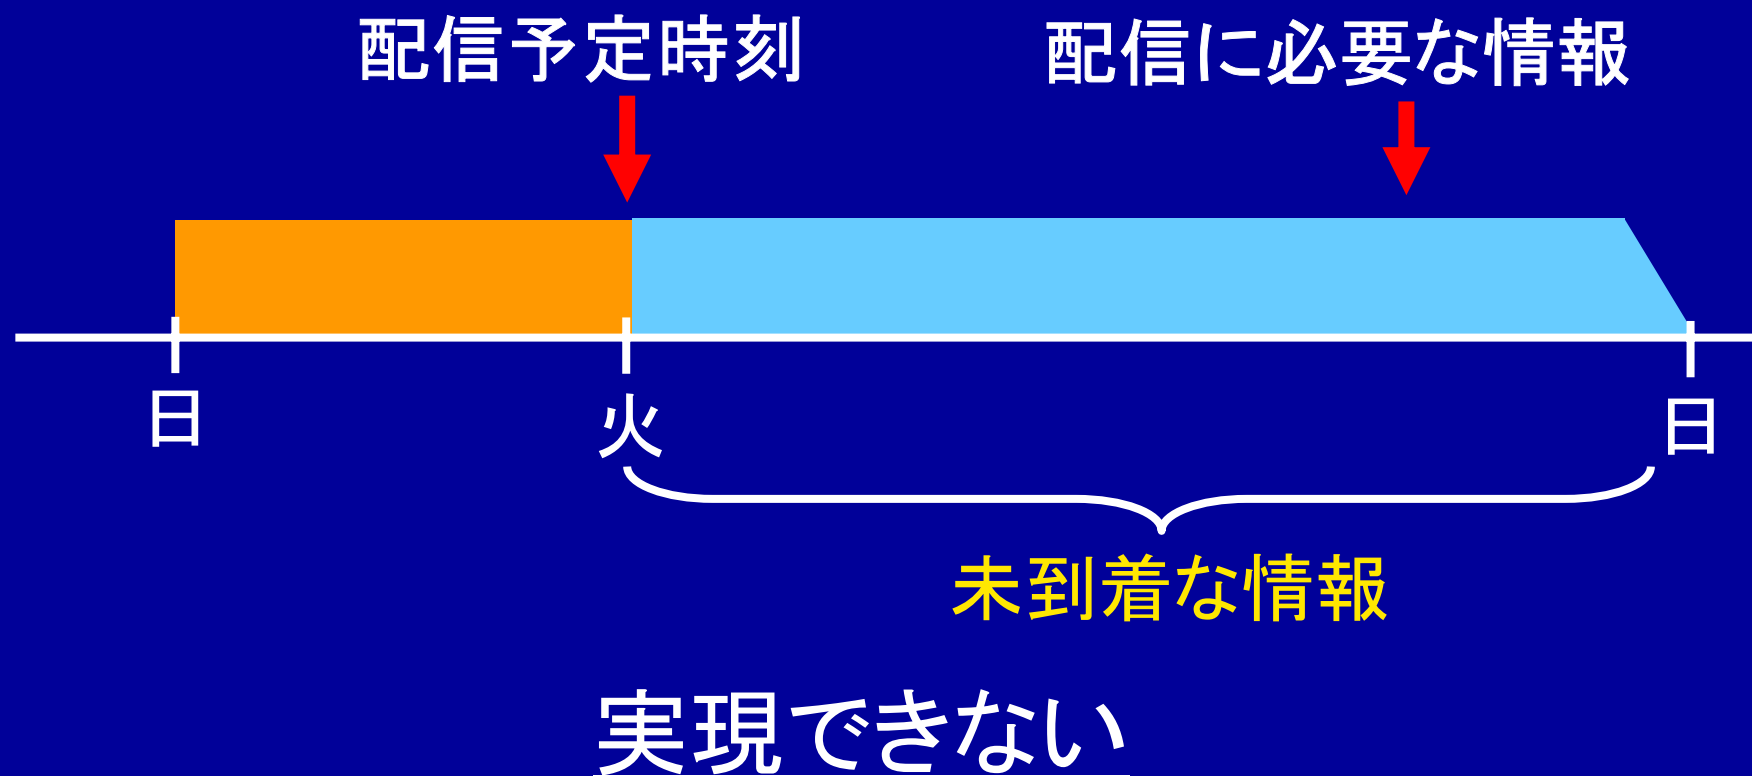 配信予定時刻
配信に必要な情報
日
火
日
未到着な情報
実現できない